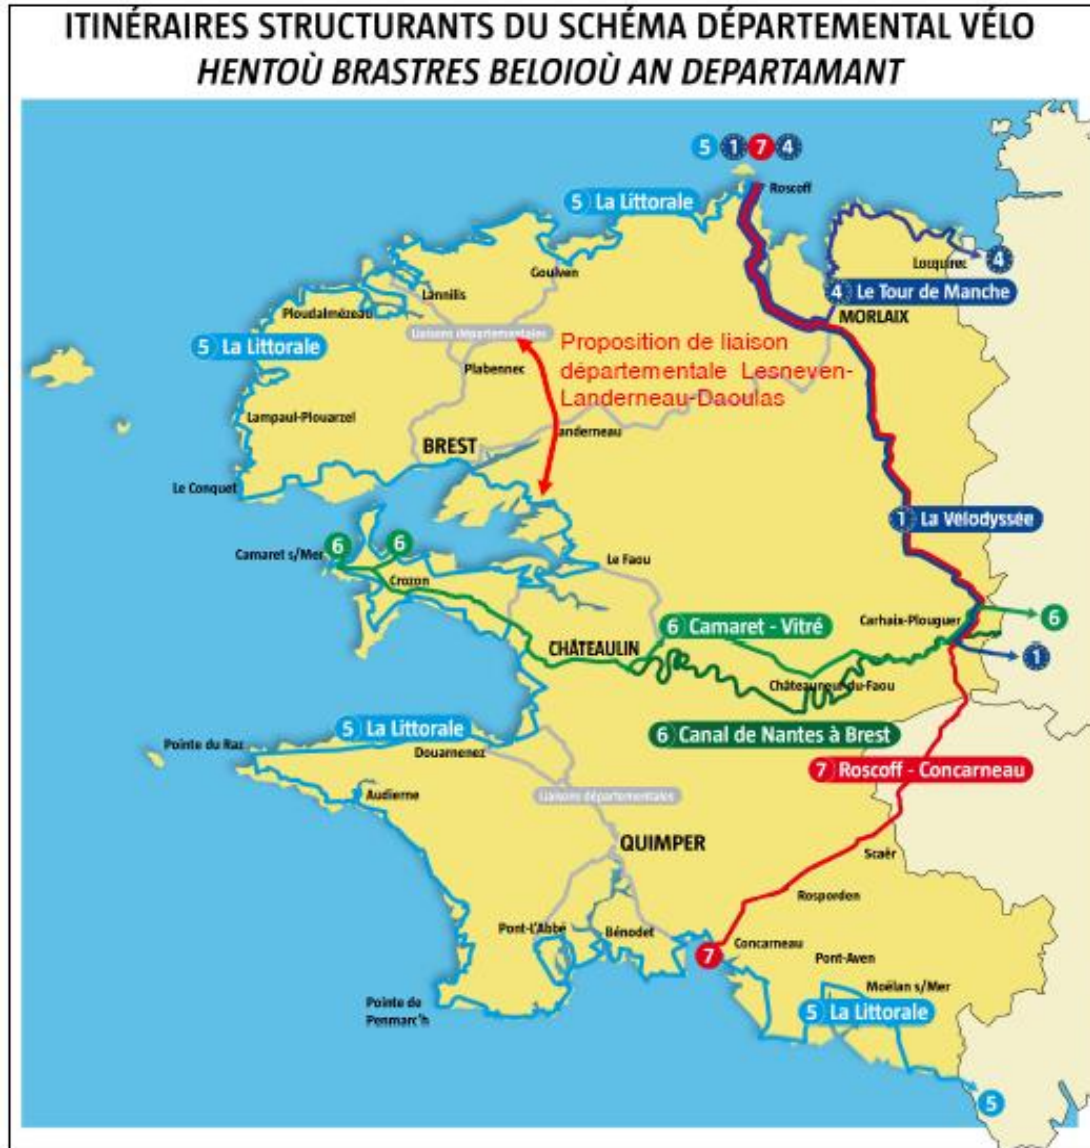 ITINÉRAIRES STRUCTURANTS DU SCHÉMA DÉPARTEMENTAL VÉLO
HENTOÙ BRASTRES BELOIOÙ AN DEPARTAMANT
5 1 7 4
Roscoff
5 La Littorale
Locquirec
4
Goulven
Lannilis
4 Le Tour de Manche
Ploudalmézeau
MORLAIX
Liaisons départementales
5 La Littorale
Proposition de liaison
départementale Lesneven-
Landerneau-Daoulas
Plabennec
Lampaul-Plouarzel
anderneau
BREST
Le Conquet
1 La Vélodyssée
6
6
Camaret s/Mer
Le Faou
Crozon
Carhaix-Plouguer
6
6 Camaret - Vitré
CHÂTEAULIN
1
Châteauneuf-du-Faou
5 La Littorale
6 Canal de Nantes à Brest
Pointe du Raz
Douarnenez
7 Roscoff - Concarneau
Audierne
Liaisons départementales
QUIMPER
Scaër
Rosporden
Pont-L'Abbé
Bénodet
Concarneau
7
Pont-Aven
Moëlan s/Mer
Pointe de
Penmarc'h
5 La Littorale
5